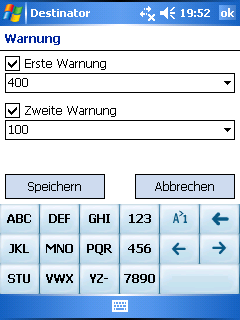 Destinator 19:52 ok
Warnung
Erste Warnung
400
Zweite Warnung
100
Speichern Abbrechen
ABC DEF GHI 123 A>1
JKL MNO PQR 456
STU VWX YZ- 7890